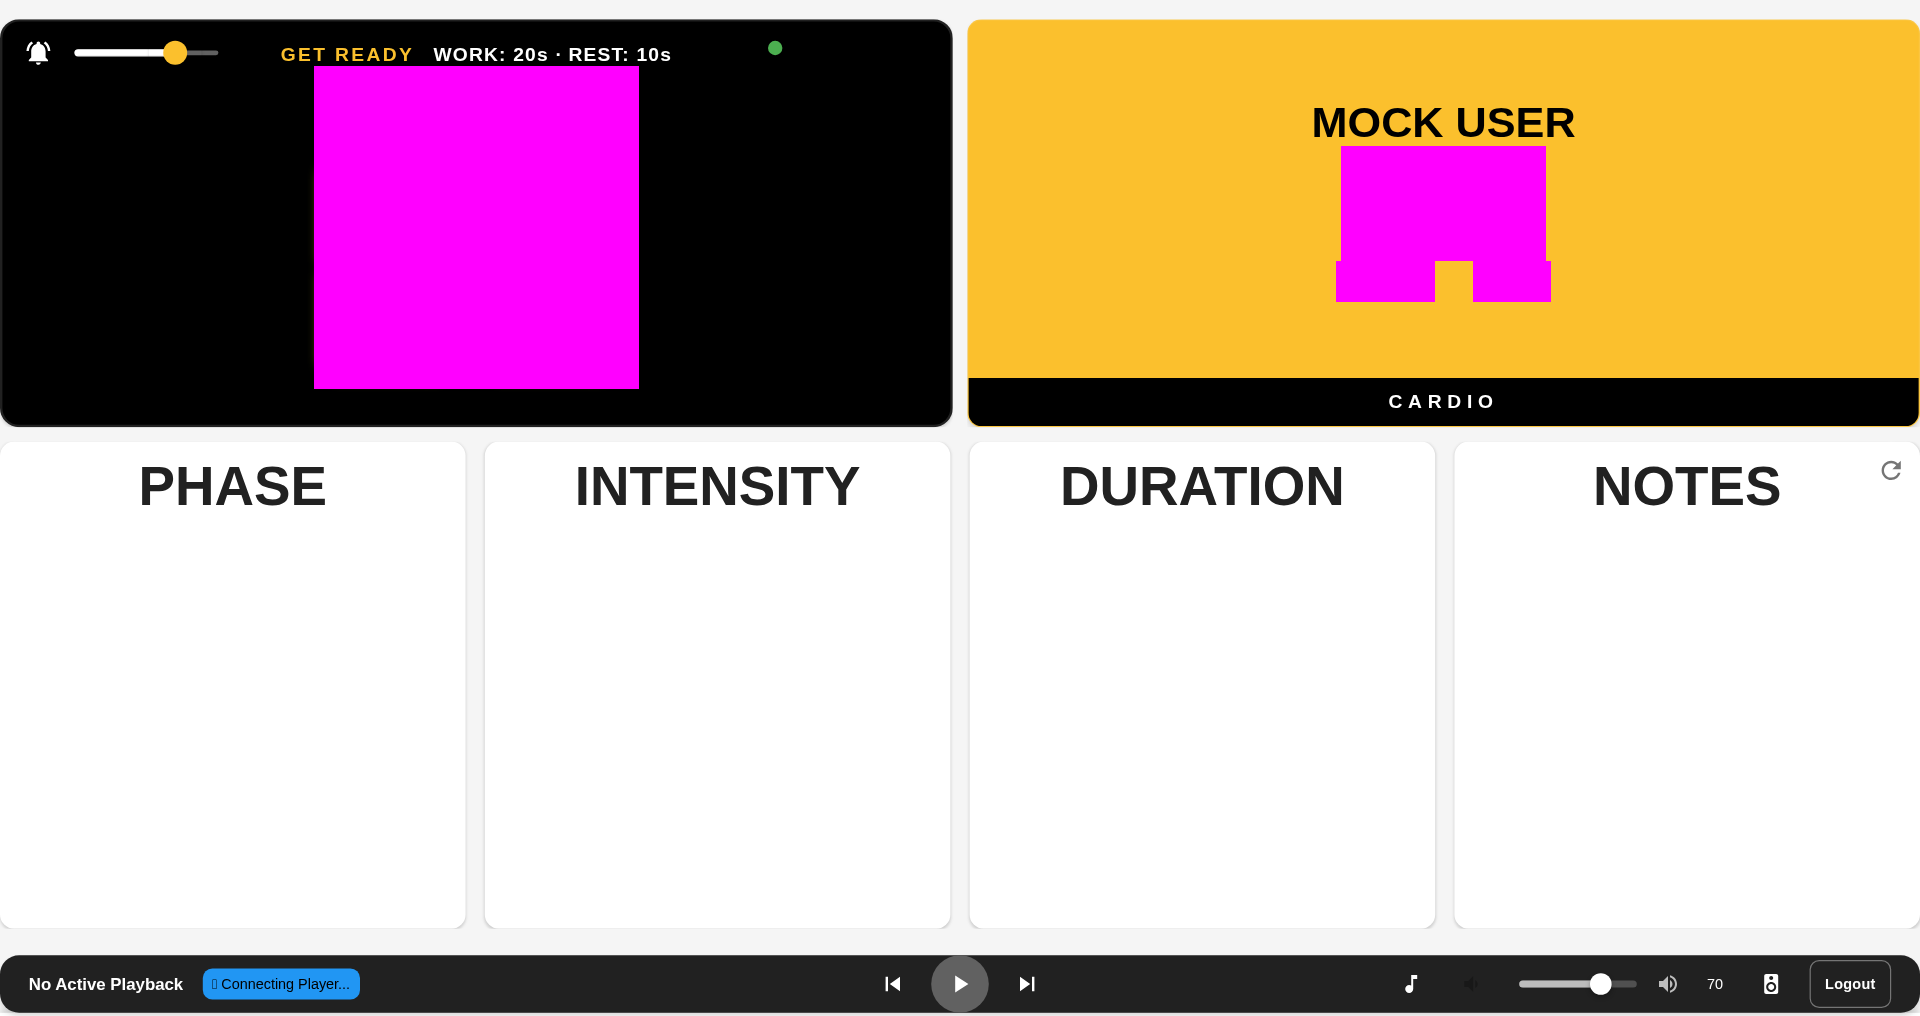 GET READY WORK: 20s · REST: 10s
MOCK USER
CARDIO
PHASE
INTENSITY
DURATION
NOTES
No Active Playback
Connecting Player...
70
Logout